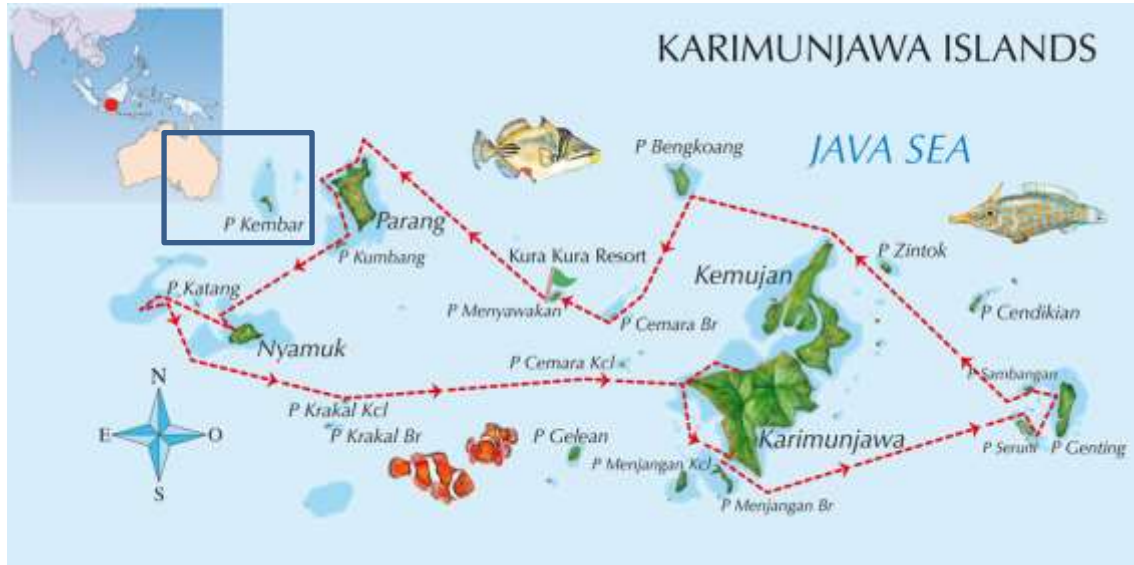 KARIMUNJAWA ISLANDS
JAVA SEA
P Bengkoang
P Kembar
Parang
P Kumbang
P Zintok
Kura Kura Resort
Kemujan
P Katang
P Menyawakan
P Cemara Br
P Cendikian
Nyamuk
P Cemara Kcl
P Sambangan
N
P Krakal Kcl
E
O
P Krakal Br
P Gelean
Karimunjawa
P Serum
P Genting
P Menjangan Kcl
S
P Menjangan Br